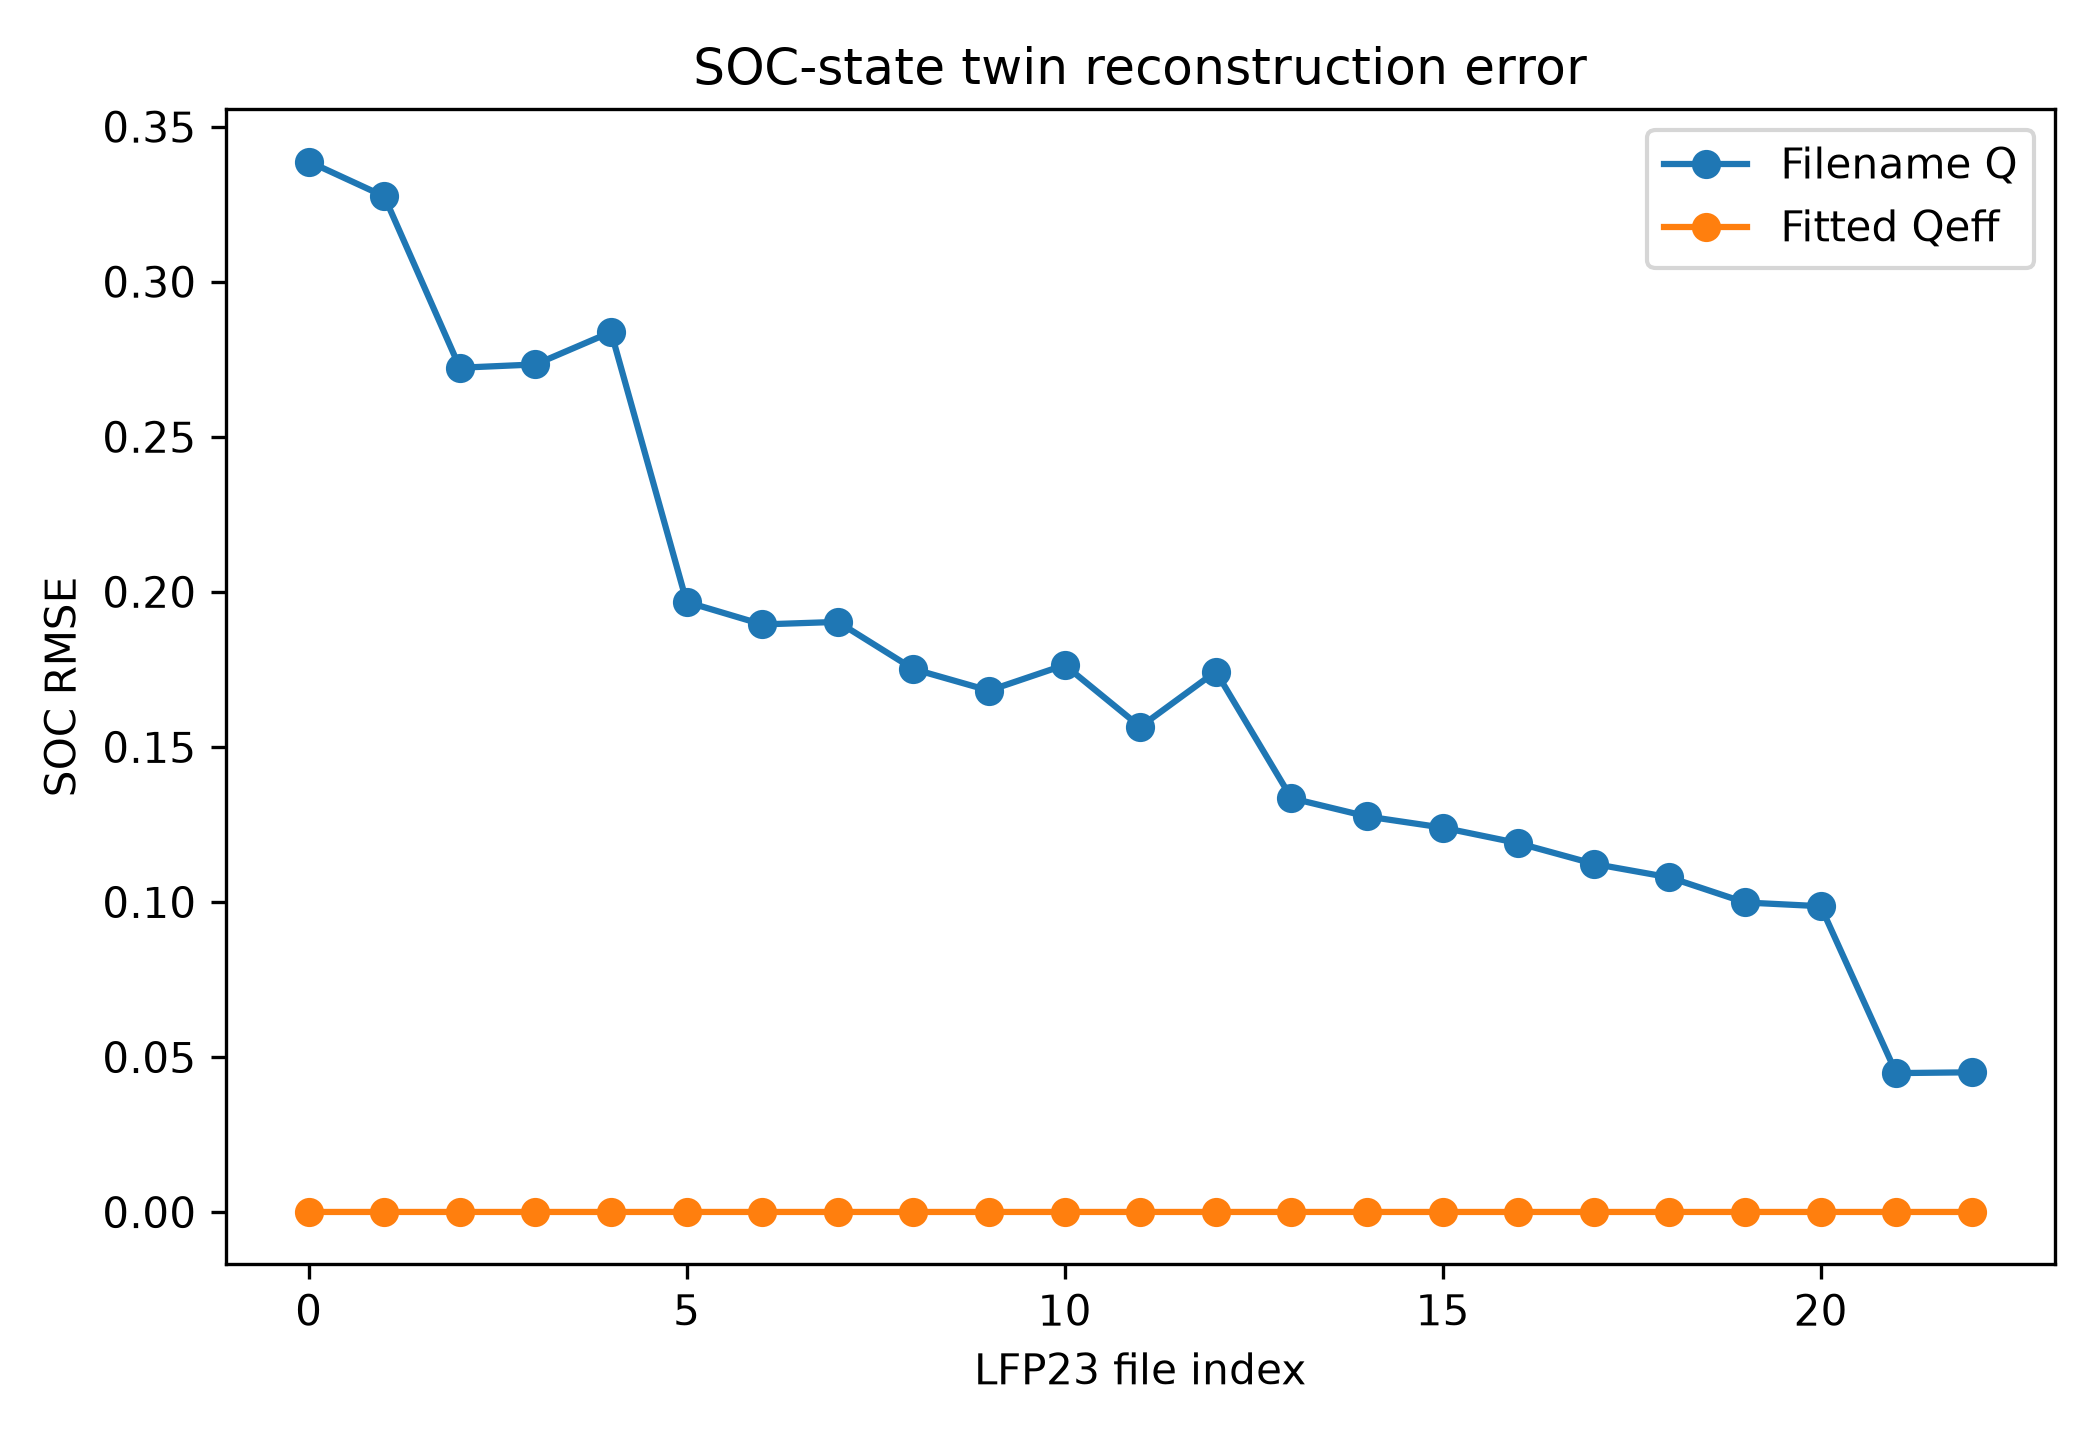 SOC-state twin reconstruction error
Filename Q
Fitted Qeff
SOC RMSE
0.35
0.30
0.25
0.20
0.15
0.10
0.05
0.00
0 5 10 15 20
LFP23 file index